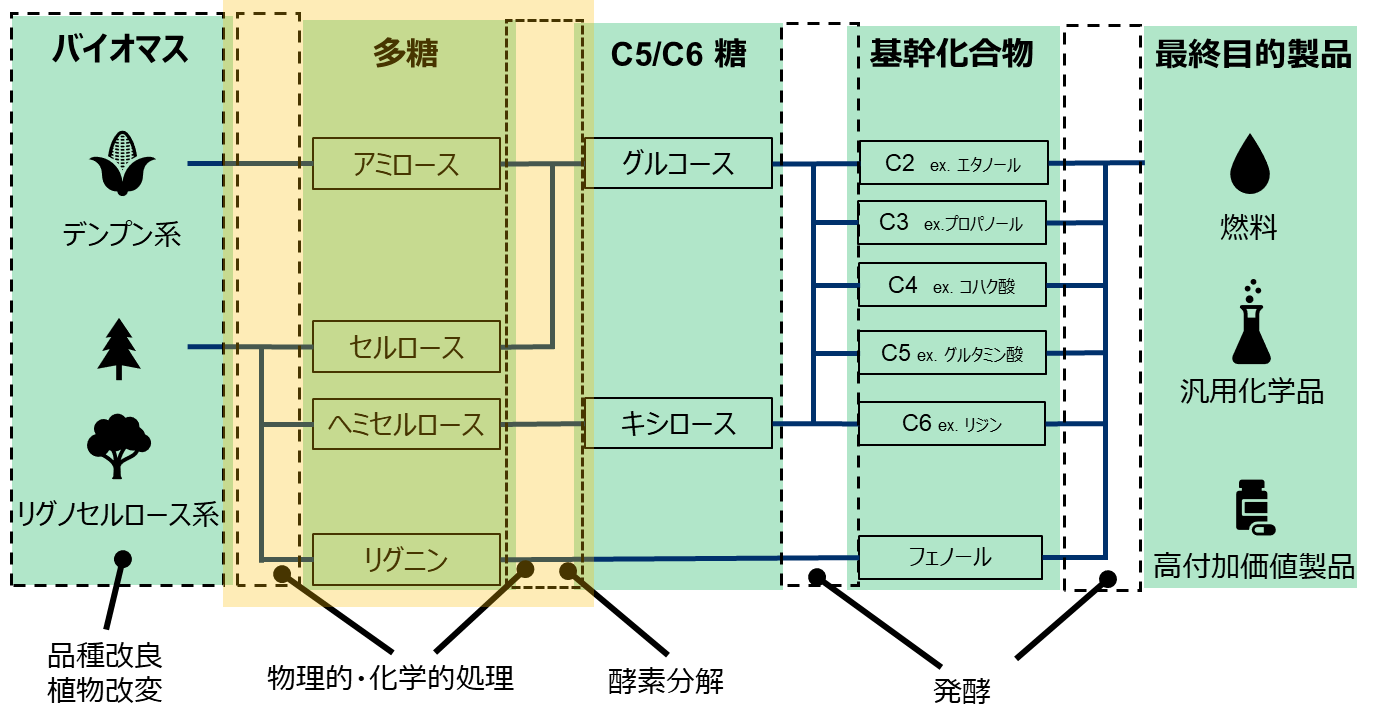 バイオマス
多糖
C5/C6 糖
基幹化合物
最終目的製品
デンプン系
リグノセルロース系
アミロース
セルロース
ヘミセルロース
リグニン
グルコース
キシロース
C2 ex. エタノール
C3 ex.プロパノール
C4 ex. コハク酸
C5 ex. グルタミン酸
C6 ex. リジン
フェノール
燃料
汎用化学品
高付加価値製品
品種改良
植物改変
物理的・化学的処理
酵素分解
発酵